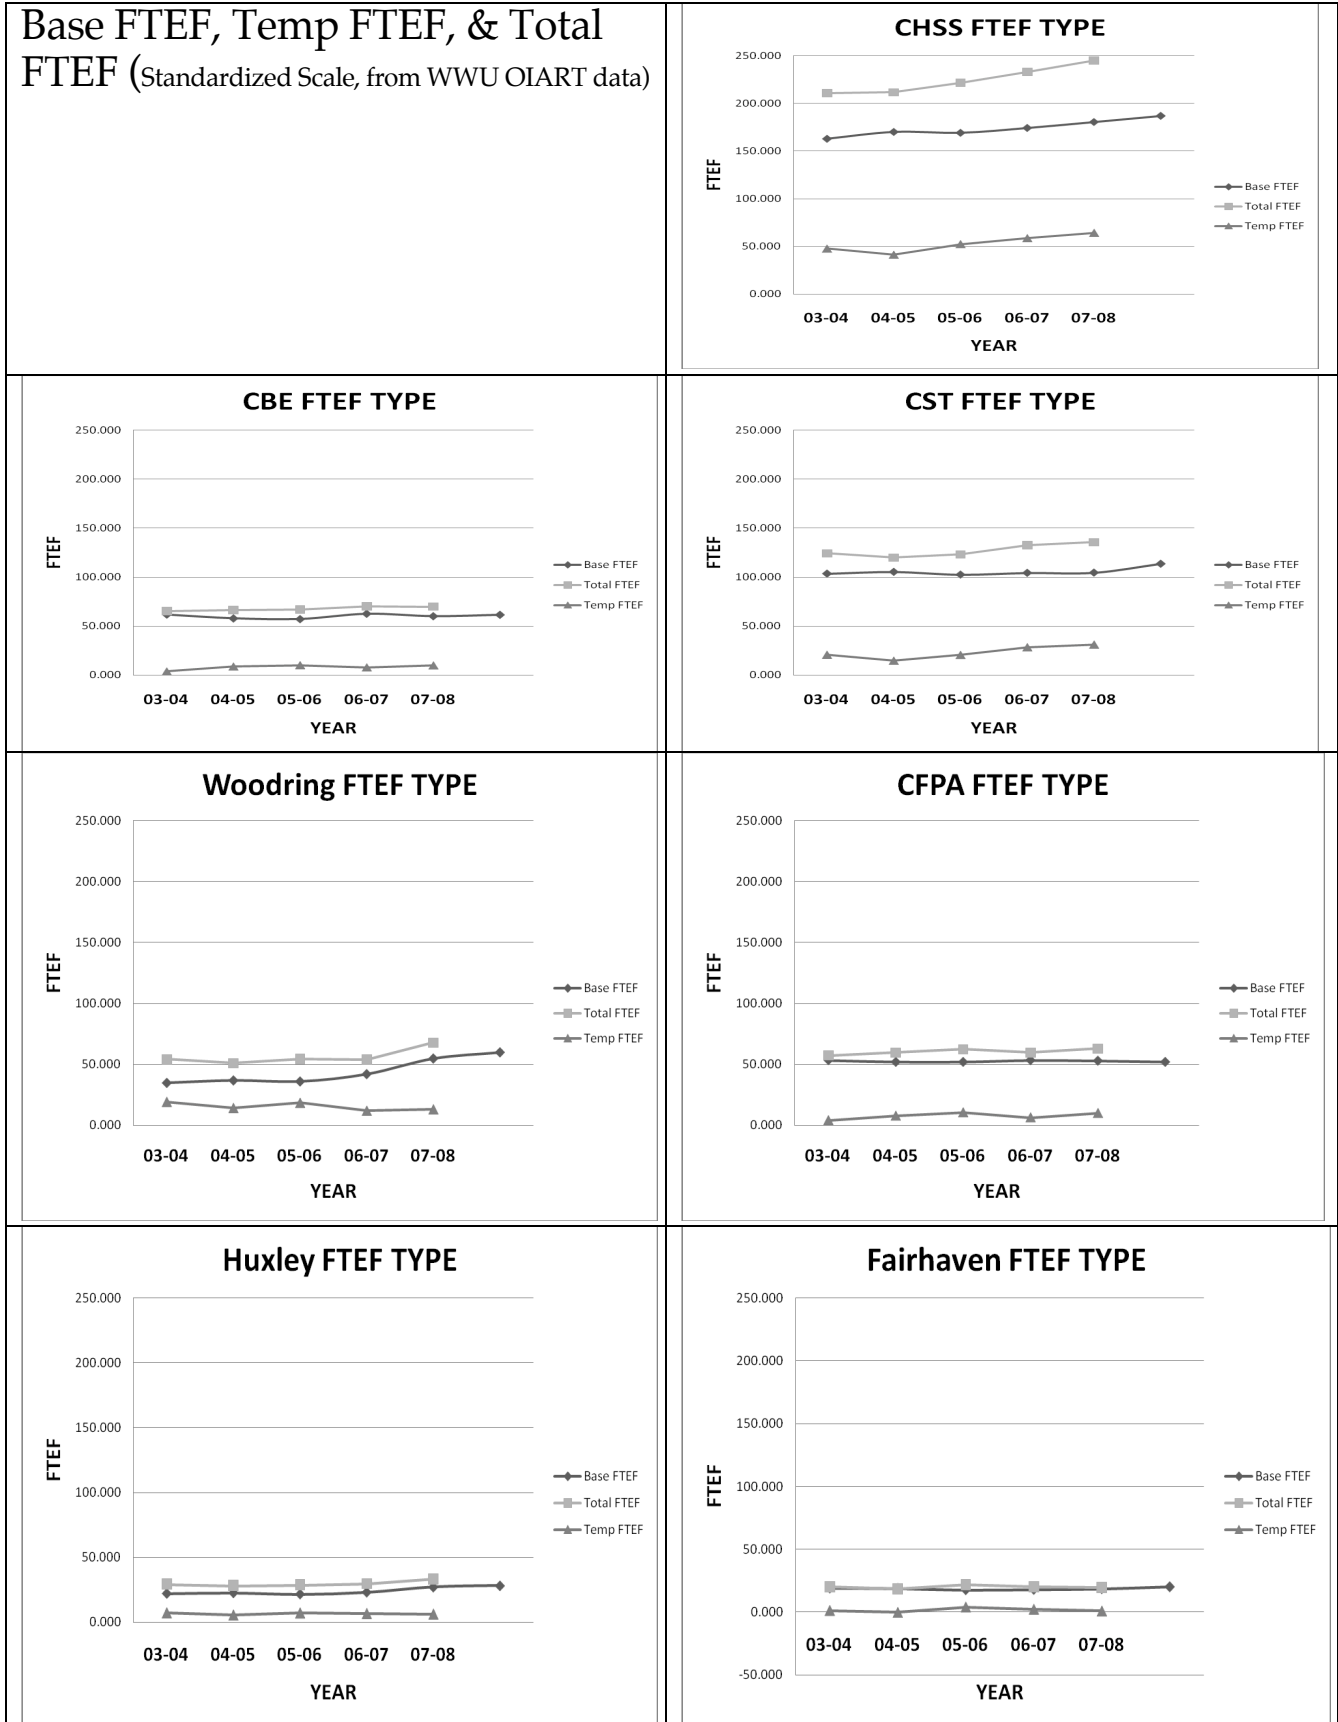 Base FTEF, Temp FTEF, & Total
FTEF (Standardized Scale, from WWU OIART data)
CHSS FTEF TYPE
250.000
200.000
150.000
100.000
50.000
0.000
FTEF
03-04 04-05 05-06 06-07 07-08
YEAR
Base FTEF
Total FTEF
Temp FTEF
CBE FTEF TYPE
250.000
200.000
150.000
100.000
50.000
0.000
FTEF
03-04 04-05 05-06 06-07 07-08
YEAR
Base FTEF
Total FTEF
Temp FTEF
CST FTEF TYPE
250.000
200.000
150.000
100.000
50.000
0.000
FTEF
03-04 04-05 05-06 06-07 07-08
YEAR
Base FTEF
Total FTEF
Temp FTEF
Woodring FTEF TYPE
250.000
200.000
150.000
100.000
50.000
0.000
FTEF
03-04 04-05 05-06 06-07 07-08
YEAR
Base FTEF
Total FTEF
Temp FTEF
CFPA FTEF TYPE
250.000
200.000
150.000
100.000
50.000
0.000
FTEF
03-04 04-05 05-06 06-07 07-08
YEAR
Base FTEF
Total FTEF
Temp FTEF
Huxley FTEF TYPE
250.000
200.000
150.000
100.000
50.000
0.000
FTEF
03-04 04-05 05-06 06-07 07-08
YEAR
Base FTEF
Total FTEF
Temp FTEF
Fairhaven FTEF TYPE
250.000
200.000
150.000
100.000
50.000
0.000
-50.000
FTEF
03-04 04-05 05-06 06-07 07-08
YEAR
Base FTEF
Total FTEF
Temp FTEF